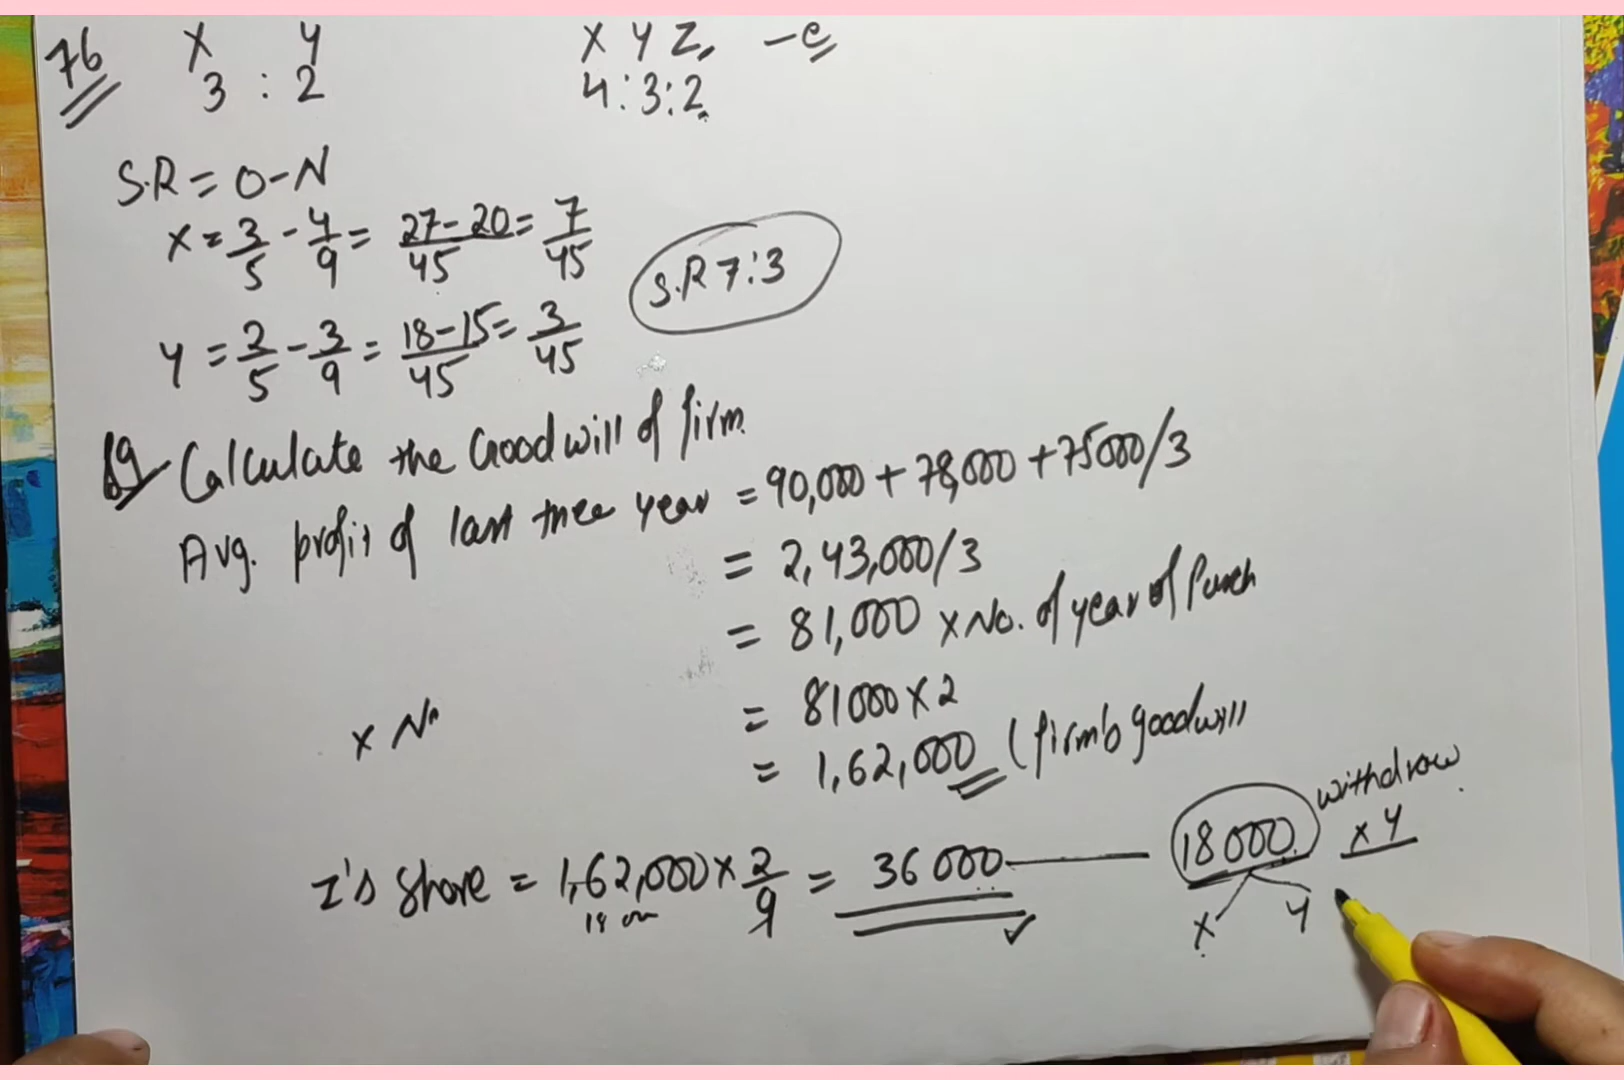 76 X Y X Y Z, -e
3 : 2 4:3:2
S.R = O-N
X = 3/5 - 4/9 = 27-20/45 = 7/45
S.R 7:3
Y = 2/5 - 3/9 = 18-15/45 = 3/45
Calculate the Goodwill of firm
Avg. profit of last three year = 90,000 + 78,000 + 75000/3
= 2,43,000/3
= 81,000 x No. of year of Purch
x No
= 81000 x 2
= 1,62,000 (firm's goodwill
Z's Share = 1,62,000 x 2/9 = 36000 — 18000 withdraw
X Y
X Y